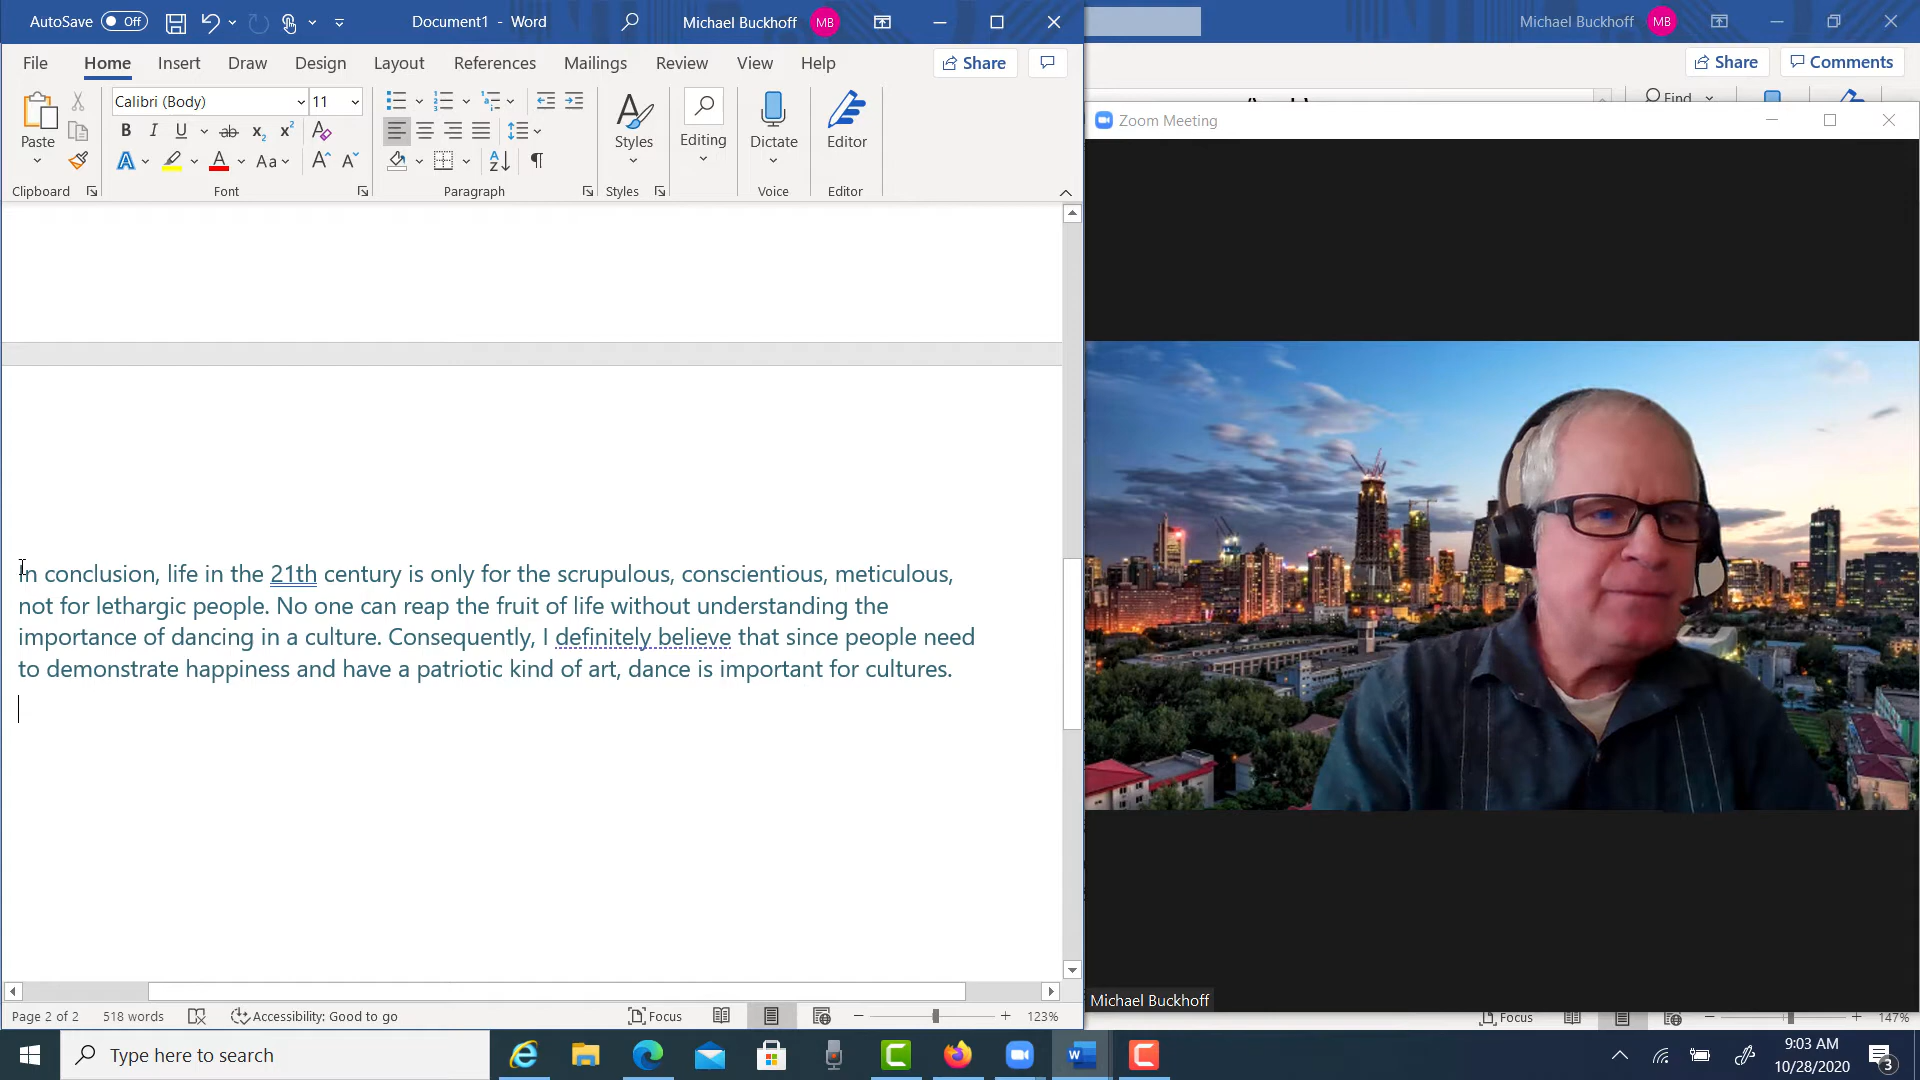 AutoSave Off Document1 - Word Michael Buckhoff MB
File Home Insert Draw Design Layout References Mailings Review View Help Share
Calibri (Body) 11
Paste Styles Editing Dictate Editor
Clipboard Font Paragraph Styles Voice Editor
In conclusion, life in the 21th century is only for the scrupulous, conscientious, meticulous,
not for lethargic people. No one can reap the fruit of life without understanding the
importance of dancing in a culture. Consequently, I definitely believe that since people need
to demonstrate happiness and have a patriotic kind of art, dance is important for cultures.
Page 2 of 2 518 words Accessibility: Good to go Focus 123%
Michael Buckhoff MB
Share Comments
Find
Zoom Meeting
Michael Buckhoff
Focus 147%
Type here to search
9:03 AM
10/28/2020
3